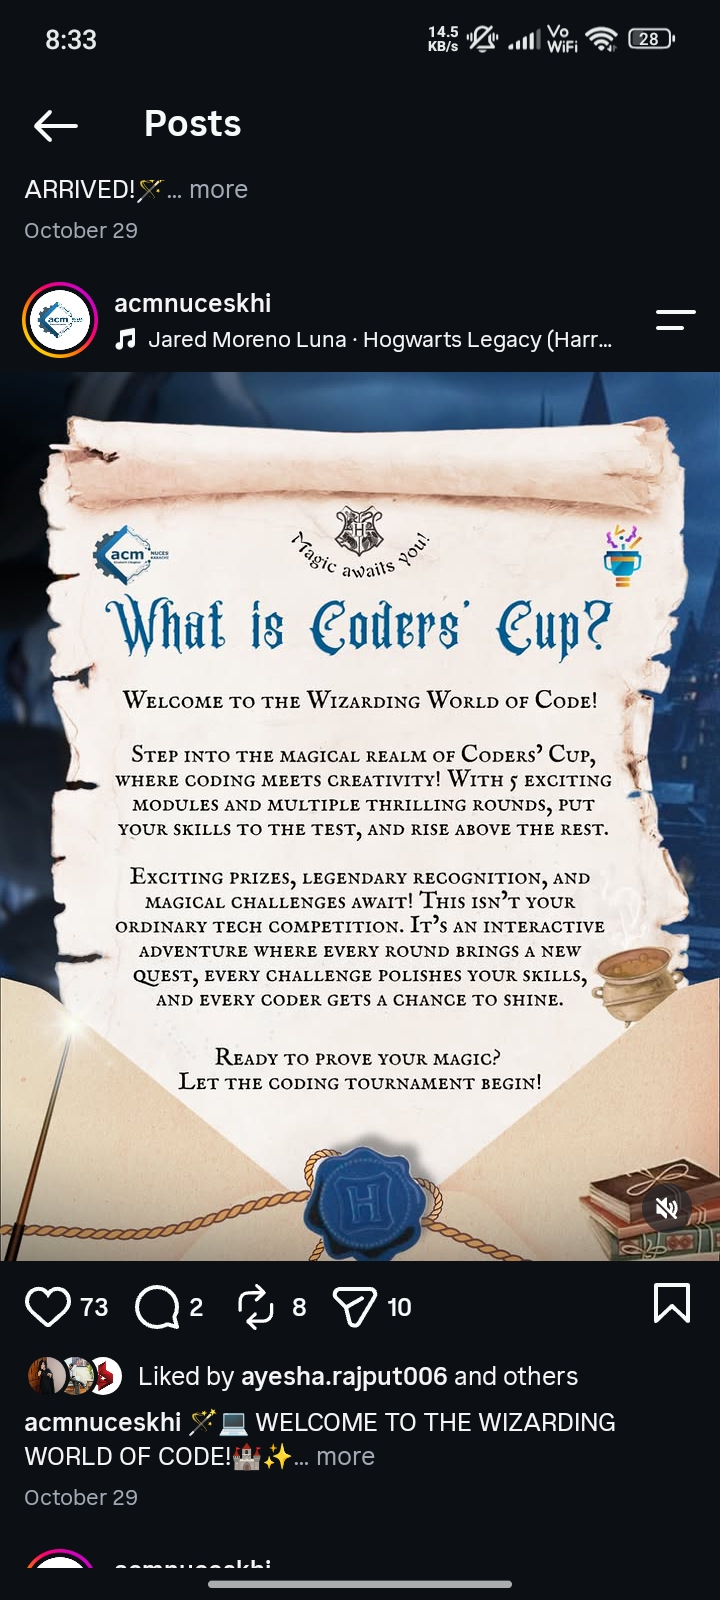 8:33
14.5
KB/s
Vo
WiFi
28
Posts
ARRIVED!🪄... more
October 29
acmnuceskhi
Jared Moreno Luna · Hogwarts Legacy (Harr...
acm
NUCES
KARACHI
H
Magic awaits you!
What is Coders' Cup?
Welcome to the Wizarding World of Code!
Step into the magical realm of Coders' Cup,
where coding meets creativity! With 5 exciting
modules and multiple thrilling rounds, put
your skills to the test, and rise above the rest.
Exciting prizes, legendary recognition, and
magical challenges await! This isn't your
ordinary tech competition. It's an interactive
adventure where every round brings a new
quest, every challenge polishes your skills,
and every coder gets a chance to shine.
Ready to prove your magic?
Let the coding tournament begin!
H
73
2
8
10
Liked by ayesha.rajput006 and others
acmnuceskhi 🪄💻 WELCOME TO THE WIZARDING
WORLD OF CODE!🏰✨... more
October 29
acmnuceskhi